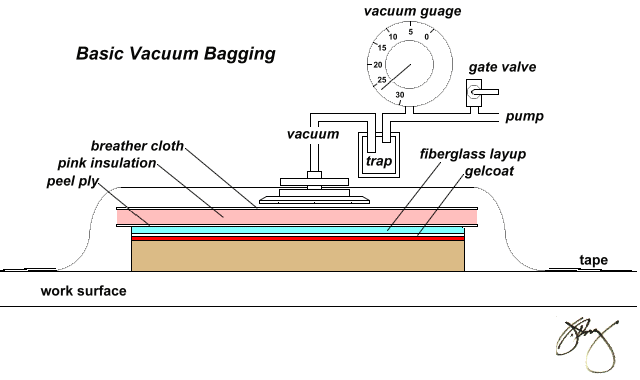 vacuum guage
5
10
0
15
20
25
30
Basic Vacuum Bagging
gate valve
pump
vacuum
trap
breather cloth
pink insulation
peel ply
fiberglass layup
gelcoat
tape
work surface